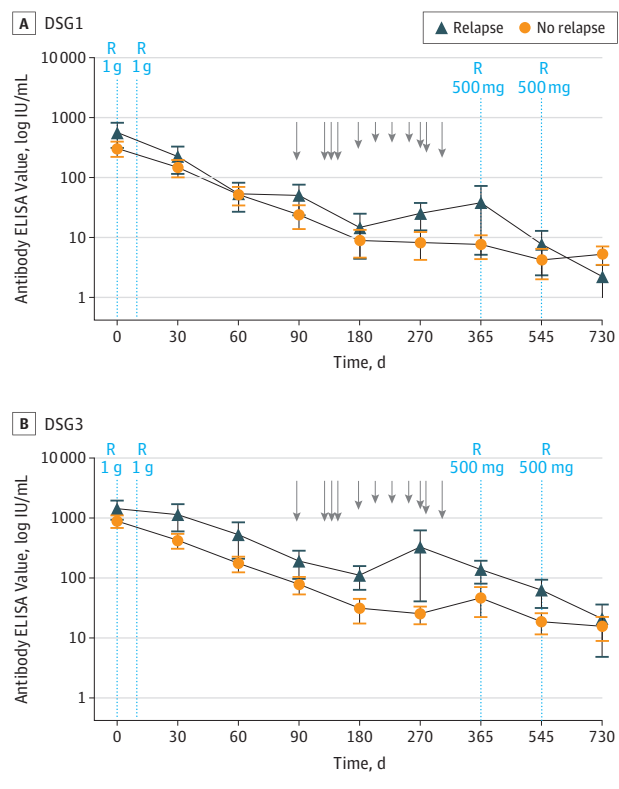 A DSG1
Relapse No relapse
R R
1 g 1 g
R R
500 mg 500 mg
10 000
1000
100
10
1
Antibody ELISA Value, log IU/mL
0 30 60 90 180 270 365 545 730
Time, d
B DSG3
R R
1 g 1 g
R R
500 mg 500 mg
10 000
1000
100
10
1
Antibody ELISA Value, log IU/mL
0 30 60 90 180 270 365 545 730
Time, d